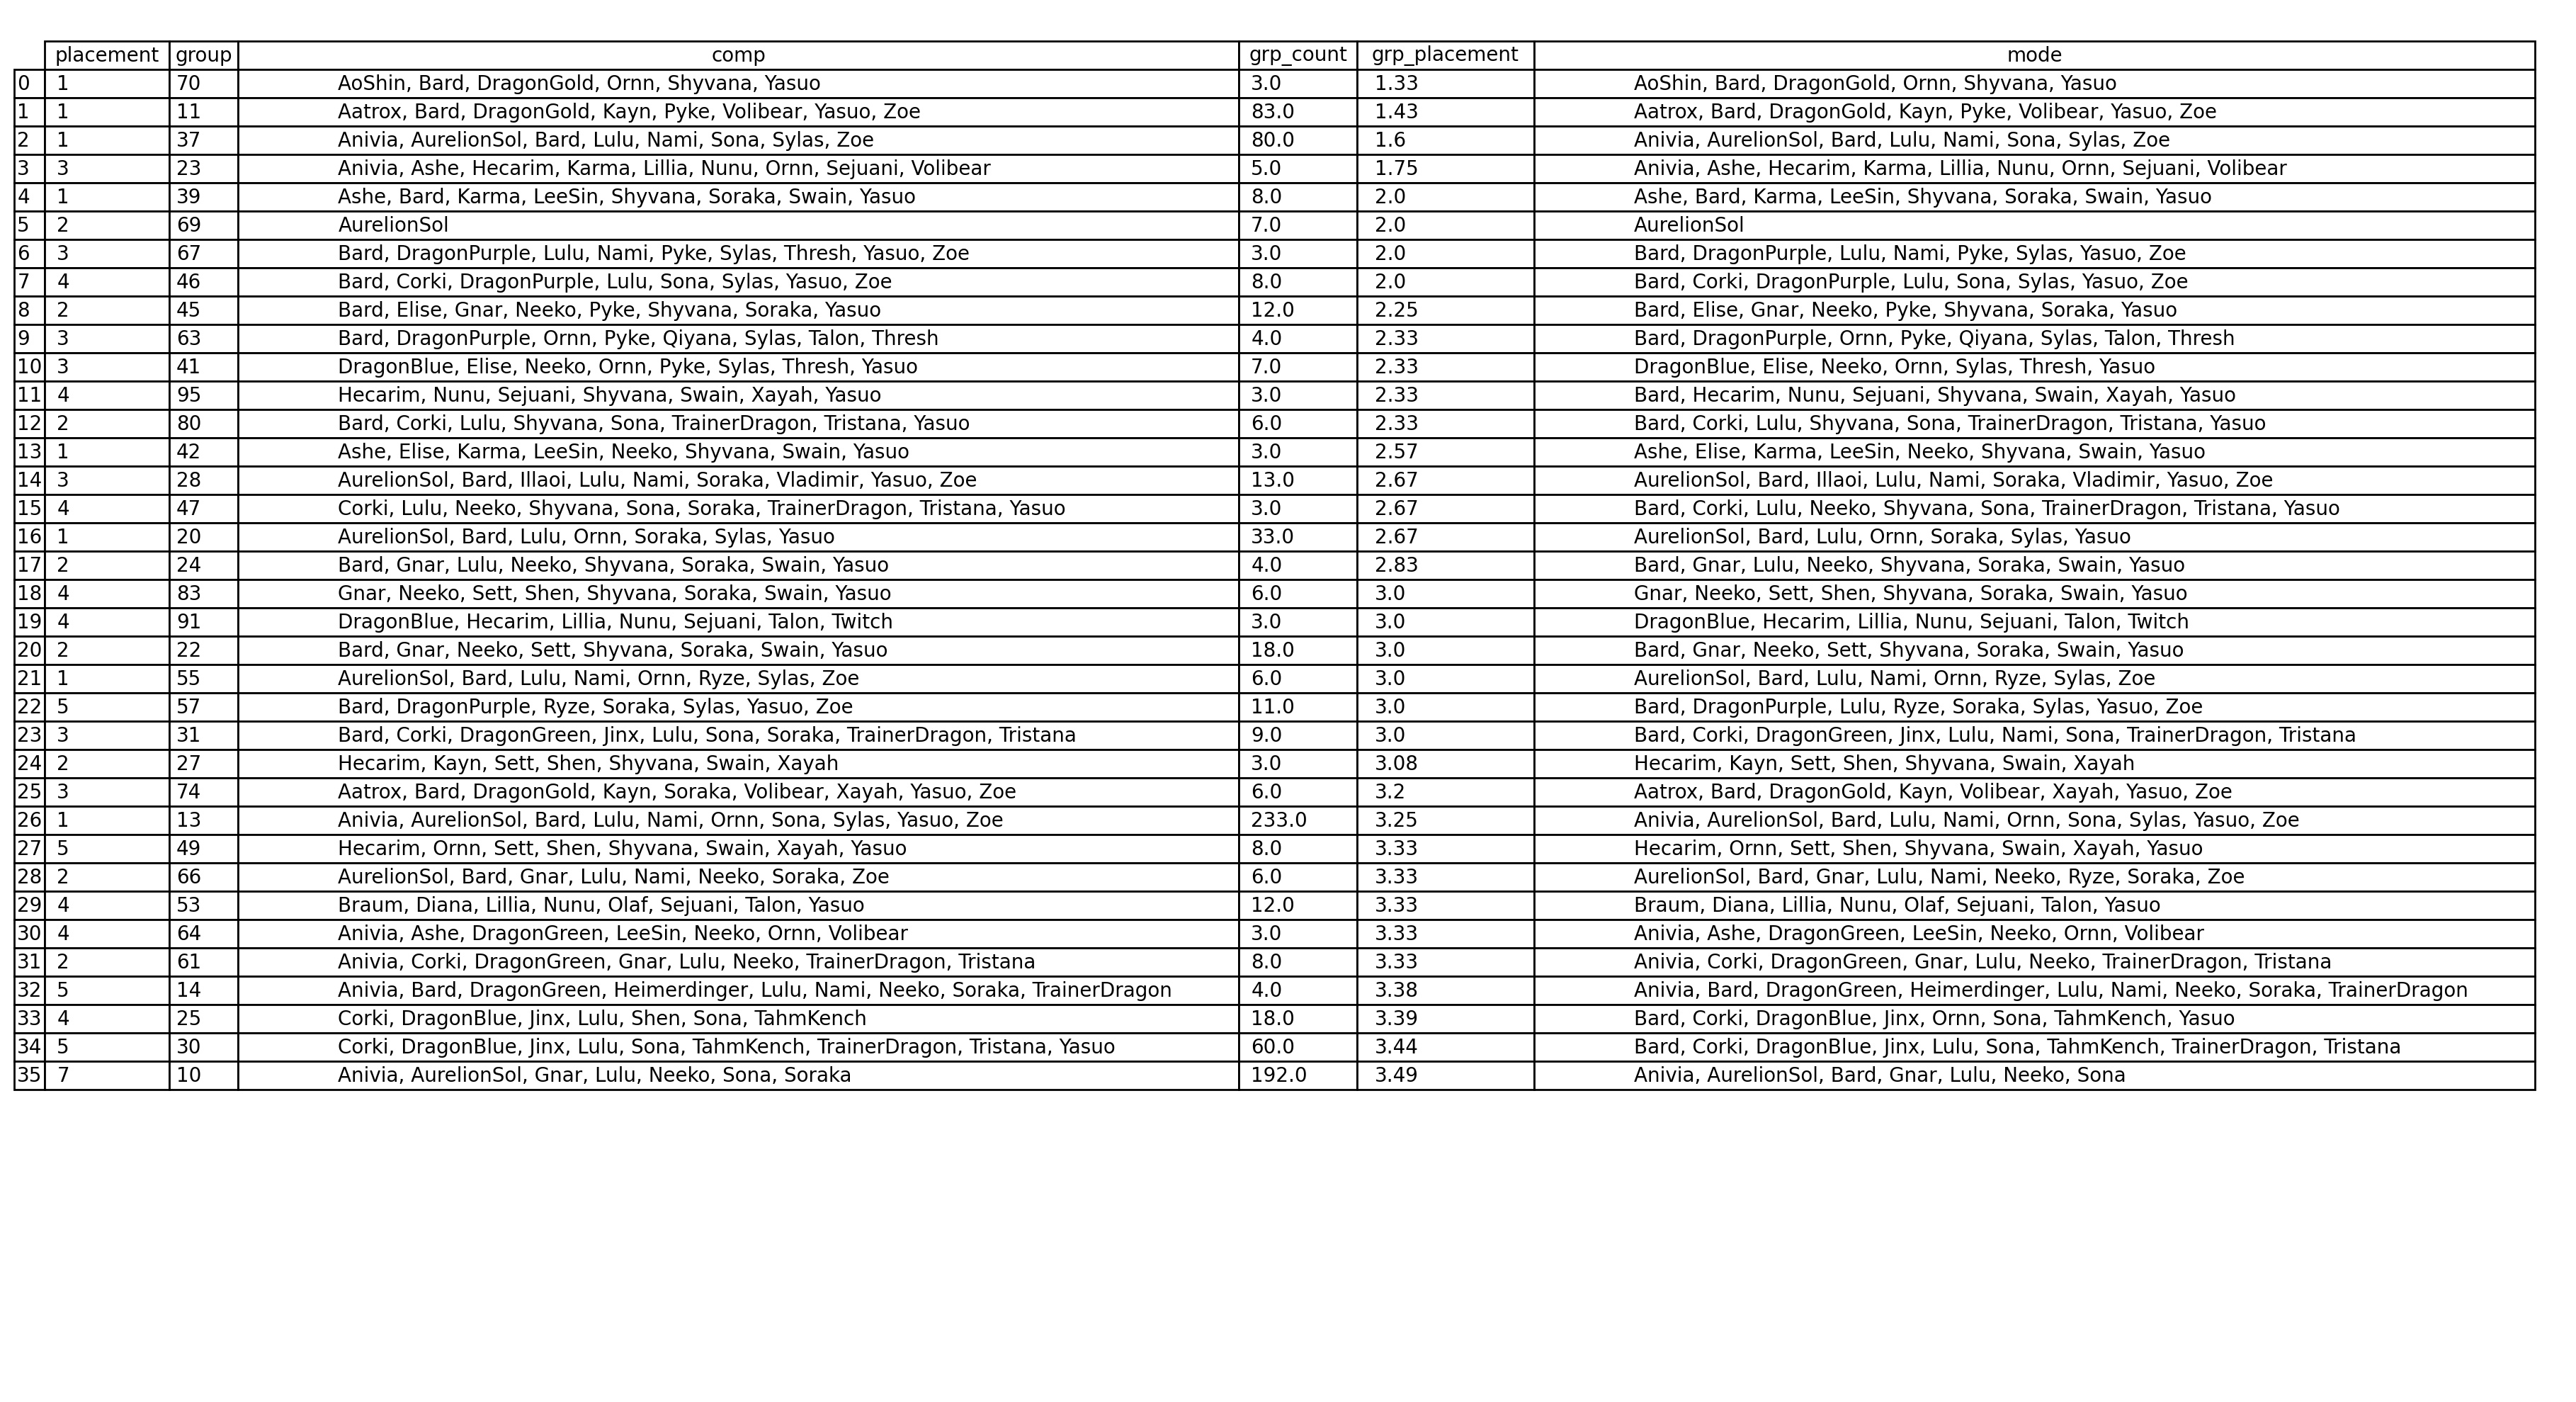 placement group comp grp_count grp_placement mode
0 1 70 AoShin, Bard, DragonGold, Ornn, Shyvana, Yasuo 3.0 1.33 AoShin, Bard, DragonGold, Ornn, Shyvana, Yasuo
1 1 11 Aatrox, Bard, DragonGold, Kayn, Pyke, Volibear, Yasuo, Zoe 83.0 1.43 Aatrox, Bard, DragonGold, Kayn, Pyke, Volibear, Yasuo, Zoe
2 1 37 Anivia, AurelionSol, Bard, Lulu, Nami, Sona, Sylas, Zoe 80.0 1.6 Anivia, AurelionSol, Bard, Lulu, Nami, Sona, Sylas, Zoe
3 3 23 Anivia, Ashe, Hecarim, Karma, Lillia, Nunu, Ornn, Sejuani, Volibear 5.0 1.75 Anivia, Ashe, Hecarim, Karma, Lillia, Nunu, Ornn, Sejuani, Volibear
4 1 39 Ashe, Bard, Karma, LeeSin, Shyvana, Soraka, Swain, Yasuo 8.0 2.0 Ashe, Bard, Karma, LeeSin, Shyvana, Soraka, Swain, Yasuo
5 2 69 AurelionSol 7.0 2.0 AurelionSol
6 3 67 Bard, DragonPurple, Lulu, Nami, Pyke, Sylas, Thresh, Yasuo, Zoe 3.0 2.0 Bard, DragonPurple, Lulu, Nami, Pyke, Sylas, Yasuo, Zoe
7 4 46 Bard, Corki, DragonPurple, Lulu, Sona, Sylas, Yasuo, Zoe 8.0 2.0 Bard, Corki, DragonPurple, Lulu, Sona, Sylas, Yasuo, Zoe
8 2 45 Bard, Elise, Gnar, Neeko, Pyke, Shyvana, Soraka, Yasuo 12.0 2.25 Bard, Elise, Gnar, Neeko, Pyke, Shyvana, Soraka, Yasuo
9 3 63 Bard, DragonPurple, Ornn, Pyke, Qiyana, Sylas, Talon, Thresh 4.0 2.33 Bard, DragonPurple, Ornn, Pyke, Qiyana, Sylas, Talon, Thresh
10 3 41 DragonBlue, Elise, Neeko, Ornn, Pyke, Sylas, Thresh, Yasuo 7.0 2.33 DragonBlue, Elise, Neeko, Ornn, Sylas, Thresh, Yasuo
11 4 95 Hecarim, Nunu, Sejuani, Shyvana, Swain, Xayah, Yasuo 3.0 2.33 Bard, Hecarim, Nunu, Sejuani, Shyvana, Swain, Xayah, Yasuo
12 2 80 Bard, Corki, Lulu, Shyvana, Sona, TrainerDragon, Tristana, Yasuo 6.0 2.33 Bard, Corki, Lulu, Shyvana, Sona, TrainerDragon, Tristana, Yasuo
13 1 42 Ashe, Elise, Karma, LeeSin, Neeko, Shyvana, Swain, Yasuo 3.0 2.57 Ashe, Elise, Karma, LeeSin, Neeko, Shyvana, Swain, Yasuo
14 3 28 AurelionSol, Bard, Illaoi, Lulu, Nami, Soraka, Vladimir, Yasuo, Zoe 13.0 2.67 AurelionSol, Bard, Illaoi, Lulu, Nami, Soraka, Vladimir, Yasuo, Zoe
15 4 47 Corki, Lulu, Neeko, Shyvana, Sona, Soraka, TrainerDragon, Tristana, Yasuo 3.0 2.67 Bard, Corki, Lulu, Neeko, Shyvana, Sona, TrainerDragon, Tristana, Yasuo
16 1 20 AurelionSol, Bard, Lulu, Ornn, Soraka, Sylas, Yasuo 33.0 2.67 AurelionSol, Bard, Lulu, Ornn, Soraka, Sylas, Yasuo
17 2 24 Bard, Gnar, Lulu, Neeko, Shyvana, Soraka, Swain, Yasuo 4.0 2.83 Bard, Gnar, Lulu, Neeko, Shyvana, Soraka, Swain, Yasuo
18 4 83 Gnar, Neeko, Sett, Shen, Shyvana, Soraka, Swain, Yasuo 6.0 3.0 Gnar, Neeko, Sett, Shen, Shyvana, Soraka, Swain, Yasuo
19 4 91 DragonBlue, Hecarim, Lillia, Nunu, Sejuani, Talon, Twitch 3.0 3.0 DragonBlue, Hecarim, Lillia, Nunu, Sejuani, Talon, Twitch
20 2 22 Bard, Gnar, Neeko, Sett, Shyvana, Soraka, Swain, Yasuo 18.0 3.0 Bard, Gnar, Neeko, Sett, Shyvana, Soraka, Swain, Yasuo
21 1 55 AurelionSol, Bard, Lulu, Nami, Ornn, Ryze, Sylas, Zoe 6.0 3.0 AurelionSol, Bard, Lulu, Nami, Ornn, Ryze, Sylas, Zoe
22 5 57 Bard, DragonPurple, Ryze, Soraka, Sylas, Yasuo, Zoe 11.0 3.0 Bard, DragonPurple, Lulu, Ryze, Soraka, Sylas, Yasuo, Zoe
23 3 31 Bard, Corki, DragonGreen, Jinx, Lulu, Sona, Soraka, TrainerDragon, Tristana 9.0 3.0 Bard, Corki, DragonGreen, Jinx, Lulu, Nami, Sona, TrainerDragon, Tristana
24 2 27 Hecarim, Kayn, Sett, Shen, Shyvana, Swain, Xayah 3.0 3.08 Hecarim, Kayn, Sett, Shen, Shyvana, Swain, Xayah
25 3 74 Aatrox, Bard, DragonGold, Kayn, Soraka, Volibear, Xayah, Yasuo, Zoe 6.0 3.2 Aatrox, Bard, DragonGold, Kayn, Volibear, Xayah, Yasuo, Zoe
26 1 13 Anivia, AurelionSol, Bard, Lulu, Nami, Ornn, Sona, Sylas, Yasuo, Zoe 233.0 3.25 Anivia, AurelionSol, Bard, Lulu, Nami, Ornn, Sona, Sylas, Yasuo, Zoe
27 5 49 Hecarim, Ornn, Sett, Shen, Shyvana, Swain, Xayah, Yasuo 8.0 3.33 Hecarim, Ornn, Sett, Shen, Shyvana, Swain, Xayah, Yasuo
28 2 66 AurelionSol, Bard, Gnar, Lulu, Nami, Neeko, Soraka, Zoe 6.0 3.33 AurelionSol, Bard, Gnar, Lulu, Nami, Neeko, Ryze, Soraka, Zoe
29 4 53 Braum, Diana, Lillia, Nunu, Olaf, Sejuani, Talon, Yasuo 12.0 3.33 Braum, Diana, Lillia, Nunu, Olaf, Sejuani, Talon, Yasuo
30 4 64 Anivia, Ashe, DragonGreen, LeeSin, Neeko, Ornn, Volibear 3.0 3.33 Anivia, Ashe, DragonGreen, LeeSin, Neeko, Ornn, Volibear
31 2 61 Anivia, Corki, DragonGreen, Gnar, Lulu, Neeko, TrainerDragon, Tristana 8.0 3.33 Anivia, Corki, DragonGreen, Gnar, Lulu, Neeko, TrainerDragon, Tristana
32 5 14 Anivia, Bard, DragonGreen, Heimerdinger, Lulu, Nami, Neeko, Soraka, TrainerDragon 4.0 3.38 Anivia, Bard, DragonGreen, Heimerdinger, Lulu, Nami, Neeko, Soraka, TrainerDragon
33 4 25 Corki, DragonBlue, Jinx, Lulu, Shen, Sona, TahmKench 18.0 3.39 Bard, Corki, DragonBlue, Jinx, Ornn, Sona, TahmKench, Yasuo
34 5 30 Corki, DragonBlue, Jinx, Lulu, Sona, TahmKench, TrainerDragon, Tristana, Yasuo 60.0 3.44 Bard, Corki, DragonBlue, Jinx, Lulu, Sona, TahmKench, TrainerDragon, Tristana
35 7 10 Anivia, AurelionSol, Gnar, Lulu, Neeko, Sona, Soraka 192.0 3.49 Anivia, AurelionSol, Bard, Gnar, Lulu, Neeko, Sona